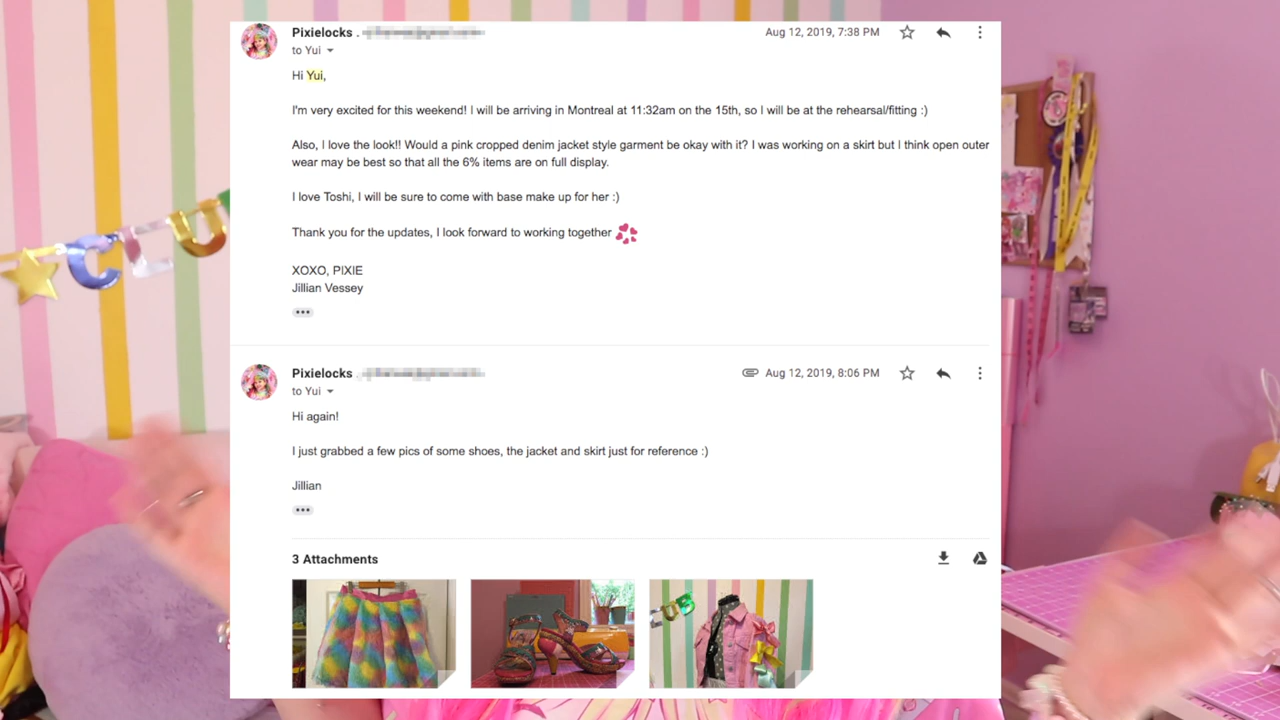 Pixielocks .
Aug 12, 2019, 7:38 PM
to Yui
Hi Yui,
I'm very excited for this weekend! I will be arriving in Montreal at 11:32am on the 15th, so I will be at the rehearsal/fitting :)
Also, I love the look!! Would a pink cropped denim jacket style garment be okay with it? I was working on a skirt but I think open outer
wear may be best so that all the 6% items are on full display.
I love Toshi, I will be sure to come with base make up for her :)
Thank you for the updates, I look forward to working together
XOXO, PIXIE
Jillian Vessey
CLU
Pixielocks .
Aug 12, 2019, 8:06 PM
to Yui
Hi again!
I just grabbed a few pics of some shoes, the jacket and skirt just for reference :)
Jillian
3 Attachments
UB